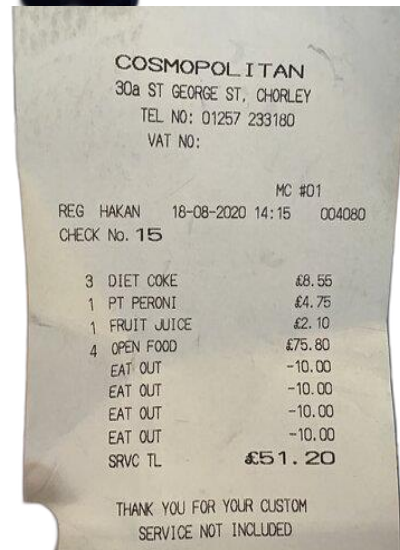 COSMOPOLITAN
30a ST GEORGE ST, CHORLEY
TEL NO: 01257 233180
VAT NO:
MC #01
REG HAKAN 18-08-2020 14:15 004080
CHECK No. 15
3 DIET COKE £8.55
1 PT PERONI £4.75
1 FRUIT JUICE £2.10
4 OPEN FOOD £75.80
EAT OUT -10.00
EAT OUT -10.00
EAT OUT -10.00
EAT OUT -10.00
SRVC TL £51.20
THANK YOU FOR YOUR CUSTOM
SERVICE NOT INCLUDED